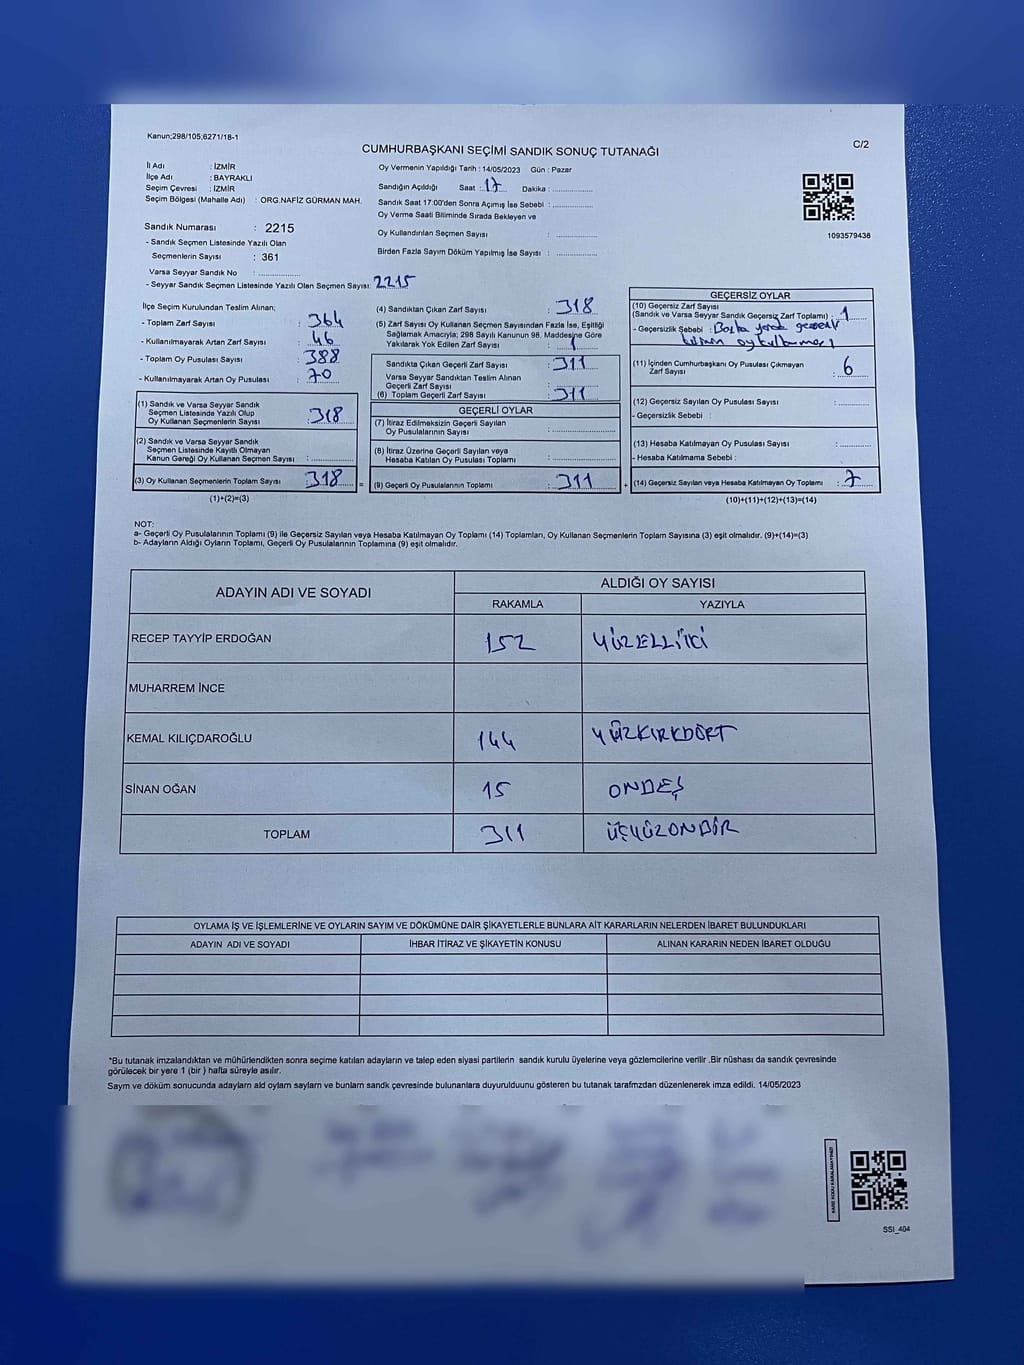 Kanun;298/105;6271/18-1
CUMHURBAŞKANI SEÇİMİ SANDIK SONUÇ TUTANAĞI
C/2
İl Adı : İZMİR
İlçe Adı : BAYRAKLI
Seçim Çevresi : İZMİR
Seçim Bölgesi (Mahalle Adı) : ORG.NAFİZ GÜRMAN MAH.
Sandık Numarası : 2215
- Sandık Seçmen Listesinde Yazılı Olan
Seçmenlerin Sayısı : 361
Varsa Seyyar Sandık No :
- Seyyar Sandık Seçmen Listesinde Yazılı Olan Seçmen Sayısı: 2215
Oy Vermenin Yapıldığı Tarih : 14/05/2023 Gün : Pazar
Sandığın Açıldığı Saat : 17 Dakika :
Sandık Saat 17:00'den Sonra Açımış İse Sebebi :
Oy Verme Saati Bitiminde Sırada Bekleyen ve
Oy Kullandırılan Seçmen Sayısı :
Birden Fazla Sayım Döküm Yapılmış İse Sayısı :
1093579436
İlçe Seçim Kurulundan Teslim Alınan;
- Toplam Zarf Sayısı : 364
- Kullanılmayarak Artan Zarf Sayısı : 46
- Toplam Oy Pusulası Sayısı : 388
- Kullanılmayarak Artan Oy Pusulası : 70
(1) Sandık ve Varsa Seyyar Sandık
Seçmen Listesinde Yazılı Olup
Oy Kullanan Seçmenlerin Sayısı : 318
(2) Sandık ve Varsa Seyyar Sandık
Seçmen Listesinde Kayıtlı Olmayan
Kanun Gereği Oy Kullanan Seçmen Sayısı :
(3) Oy Kullanan Seçmenlerin Toplam Sayısı : 318
(1)+(2)=(3)
(4) Sandıktan Çıkan Zarf Sayısı : 318
(5) Zarf Sayısı Oy Kullanan Seçmen Sayısından Fazla İse, Eşitliği
Sağlamak Amacıyla; 298 Sayılı Kanunun 98. Maddesine Göre
Yakılarak Yok Edilen Zarf Sayısı : 1
Sandıkta Çıkan Geçerli Zarf Sayısı : 311
Varsa Seyyar Sandıktan Teslim Alınan
Geçerli Zarf Sayısı :
(6) Toplam Geçerli Zarf Sayısı : 311
GEÇERLİ OYLAR
(7) İtiraz Edilmeksizin Geçerli Sayılan
Oy Pusulalarının Sayısı :
(8) İtiraz Üzerine Geçerli Sayılan veya
Hesaba Katılan Oy Pusulası Toplamı :
= (9) Geçerli Oy Pusulalarının Toplamı : 311 +
GEÇERSİZ OYLAR
(10) Geçersiz Zarf Sayısı
(Sandık ve Varsa Seyyar Sandık Geçersiz Zarf Toplamı) : 1
- Geçersizlik Sebebi : Başka
(11) İçinden Cumhurbaşkanı Oy Pusulası Çıkmayan
Zarf Sayısı : 6
(12) Geçersiz Sayılan Oy Pusulası Sayısı :
- Geçersizlik Sebebi :
(13) Hesaba Katılmayan Oy Pusulası Sayısı :
- Hesaba Katılmama Sebebi :
(14) Geçersiz Sayılan veya Hesaba Katılmayan Oy Toplamı : 7
(10)+(11)+(12)+(13)=(14)
NOT:
a- Geçerli Oy Pusulalarının Toplamı (9) ile Geçersiz Sayılan veya Hesaba Katılmayan Oy Toplamı (14) Toplamları, Oy Kullanan Seçmenlerin Toplam Sayısına (3) eşit olmalıdır. (9)+(14)=(3)
b- Adayların Aldığı Oyların Toplamı, Geçerli Oy Pusulalarının Toplamına (9) eşit olmalıdır.
ADAYIN ADI VE SOYADI
ALDIĞI OY SAYISI
RAKAMLA YAZIYLA
RECEP TAYYİP ERDOĞAN 152 YÜZELLİİKİ
MUHARREM İNCE
KEMAL KILIÇDAROĞLU 144 YÜZKIRKDÖRT
SİNAN OĞAN 15 ONBEŞ
TOPLAM 311 ÜÇYÜZONBİR
OYLAMA İŞ VE İŞLEMLERİNE VE OYLARIN SAYIM VE DÖKÜMÜNE DAİR ŞİKAYETLERLE BUNLARA AİT KARARLARIN NELERDEN İBARET BULUNDUKLARI
ADAYIN ADI VE SOYADI İHBAR İTİRAZ VE ŞİKAYETİN KONUSU ALINAN KARARIN NEDEN İBARET OLDUĞU
*Bu tutanak imzalandıktan ve mühürlendikten sonra seçime katılan adayların ve talep eden siyasi partilerin sandık kurulu üyelerine veya gözlemcilerine verilir .Bir nüshası da sandık çevresinde
görülecek bir yere 1 (bir ) hafta süreyle asılır.
Saym ve döküm sonucunda adaylarn ald oylarn saylarn ve bunlarn sandk çevresinde bulunanlara duyurulduunu gösteren bu tutanak tarafmzdan düzenlenerek imza edildi. 14/05/2023
KARE KODU KARALAMAYINIZ!
SSI_404